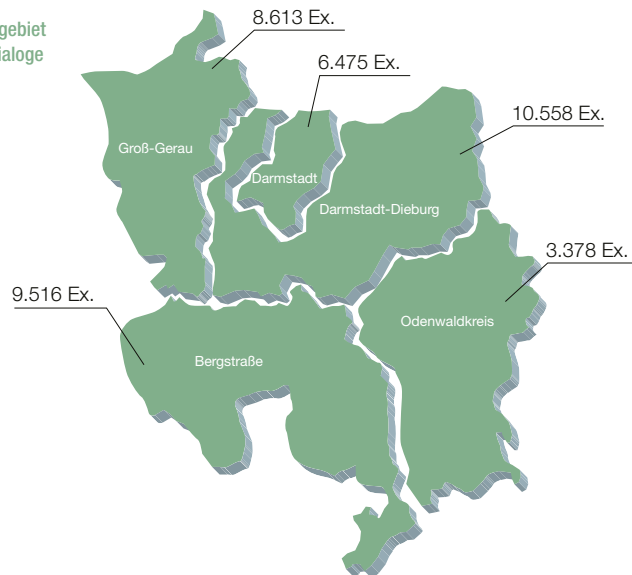 gebiet
ialoge
8.613 Ex.
6.475 Ex.
10.558 Ex.
Groß-Gerau
Darmstadt
Darmstadt-Dieburg
3.378 Ex.
9.516 Ex.
Odenwaldkreis
Bergstraße